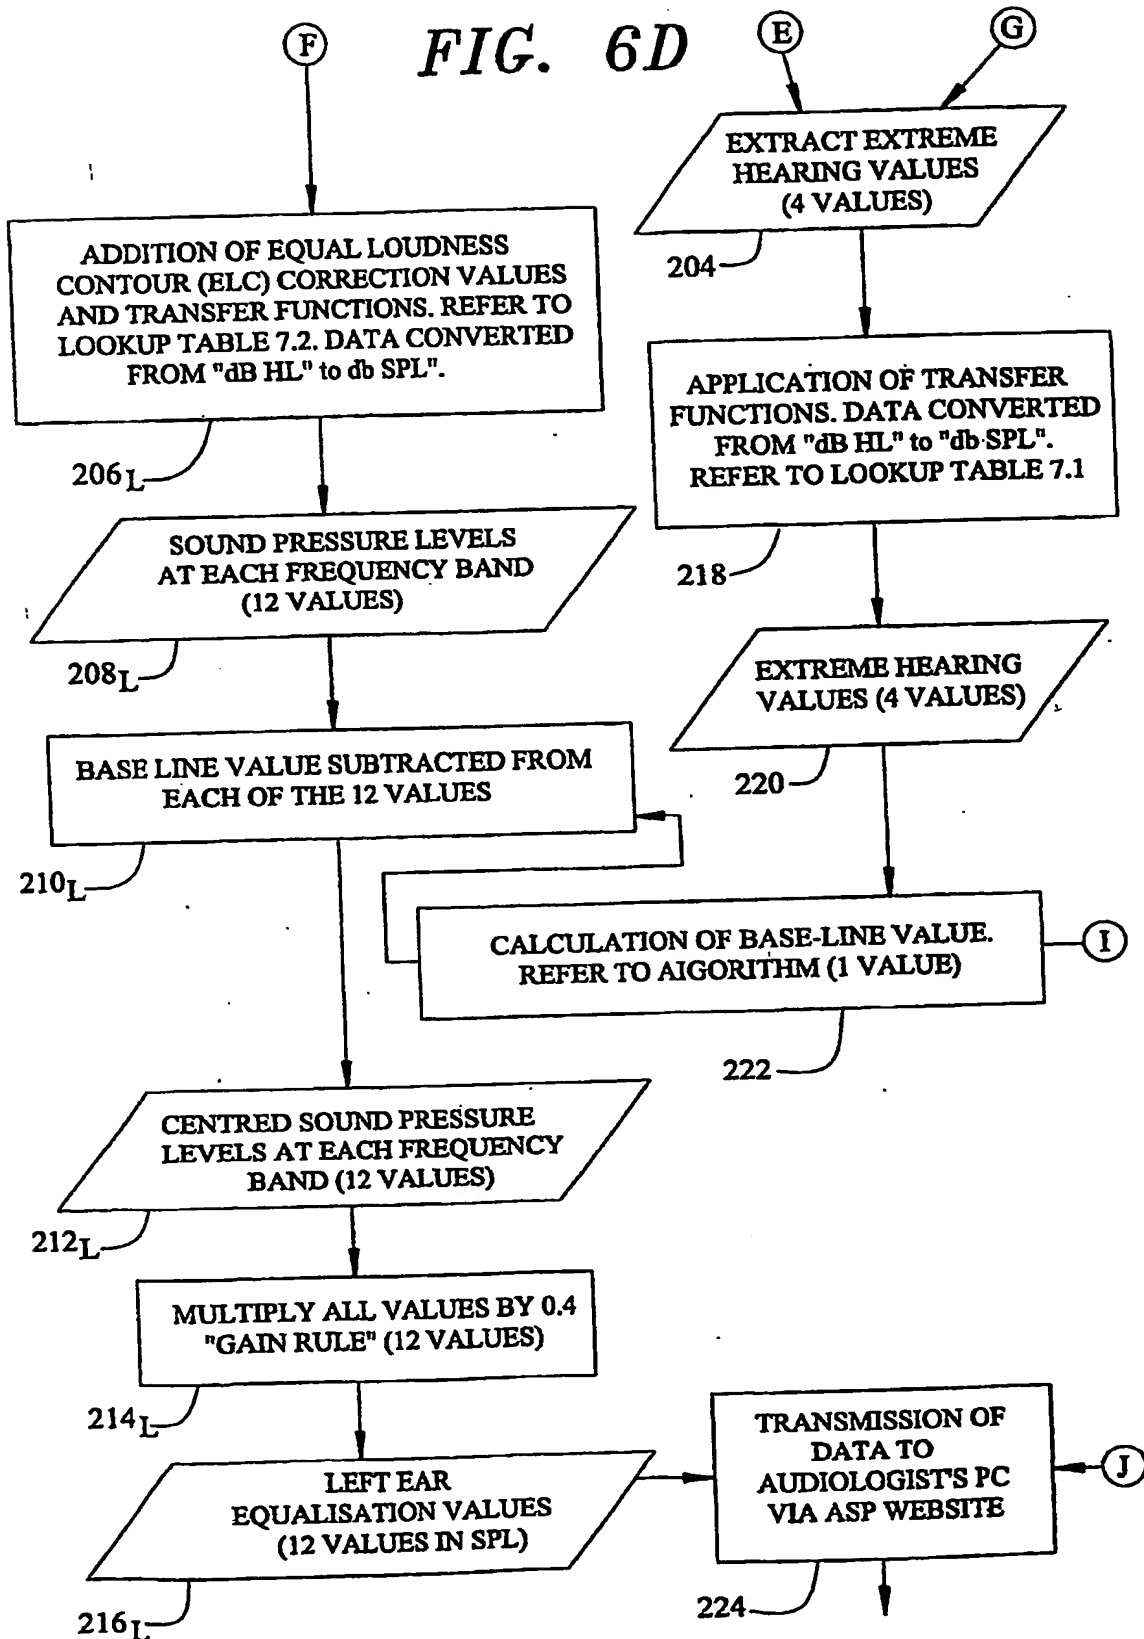 F
FIG. 6D
E
G
EXTRACT EXTREME
HEARING VALUES
(4 VALUES)
204
ADDITION OF EQUAL LOUDNESS
CONTOUR (ELC) CORRECTION VALUES
AND TRANSFER FUNCTIONS. REFER TO
LOOKUP TABLE 7.2. DATA CONVERTED
FROM "dB HL" to db SPL".
206L
APPLICATION OF TRANSFER
FUNCTIONS. DATA CONVERTED
FROM "dB HL" to "db SPL".
REFER TO LOOKUP TABLE 7.1
218
SOUND PRESSURE LEVELS
AT EACH FREQUENCY BAND
(12 VALUES)
208L
EXTREME HEARING
VALUES (4 VALUES)
220
BASE LINE VALUE SUBTRACTED FROM
EACH OF THE 12 VALUES
210L
CALCULATION OF BASE-LINE VALUE.
REFER TO AIGORITHM (1 VALUE)
I
222
CENTRED SOUND PRESSURE
LEVELS AT EACH FREQUENCY
BAND (12 VALUES)
212L
MULTIPLY ALL VALUES BY 0.4
"GAIN RULE" (12 VALUES)
214L
LEFT EAR
EQUALISATION VALUES
(12 VALUES IN SPL)
216L
TRANSMISSION OF
DATA TO
AUDIOLOGIST'S PC
VIA ASP WEBSITE
J
224